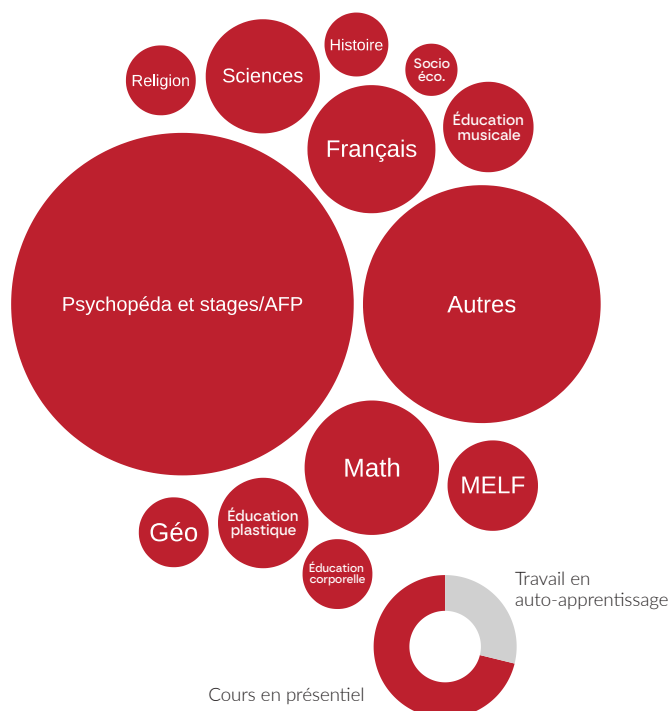 Histoire
Religion
Sciences
Socio
éco.
Éducation
musicale
Français
Psychopéda et stages/AFP
Autres
Math
MELF
Géo
Éducation
plastique
Éducation
corporelle
Travail en
auto-apprentissage
Cours en présentiel